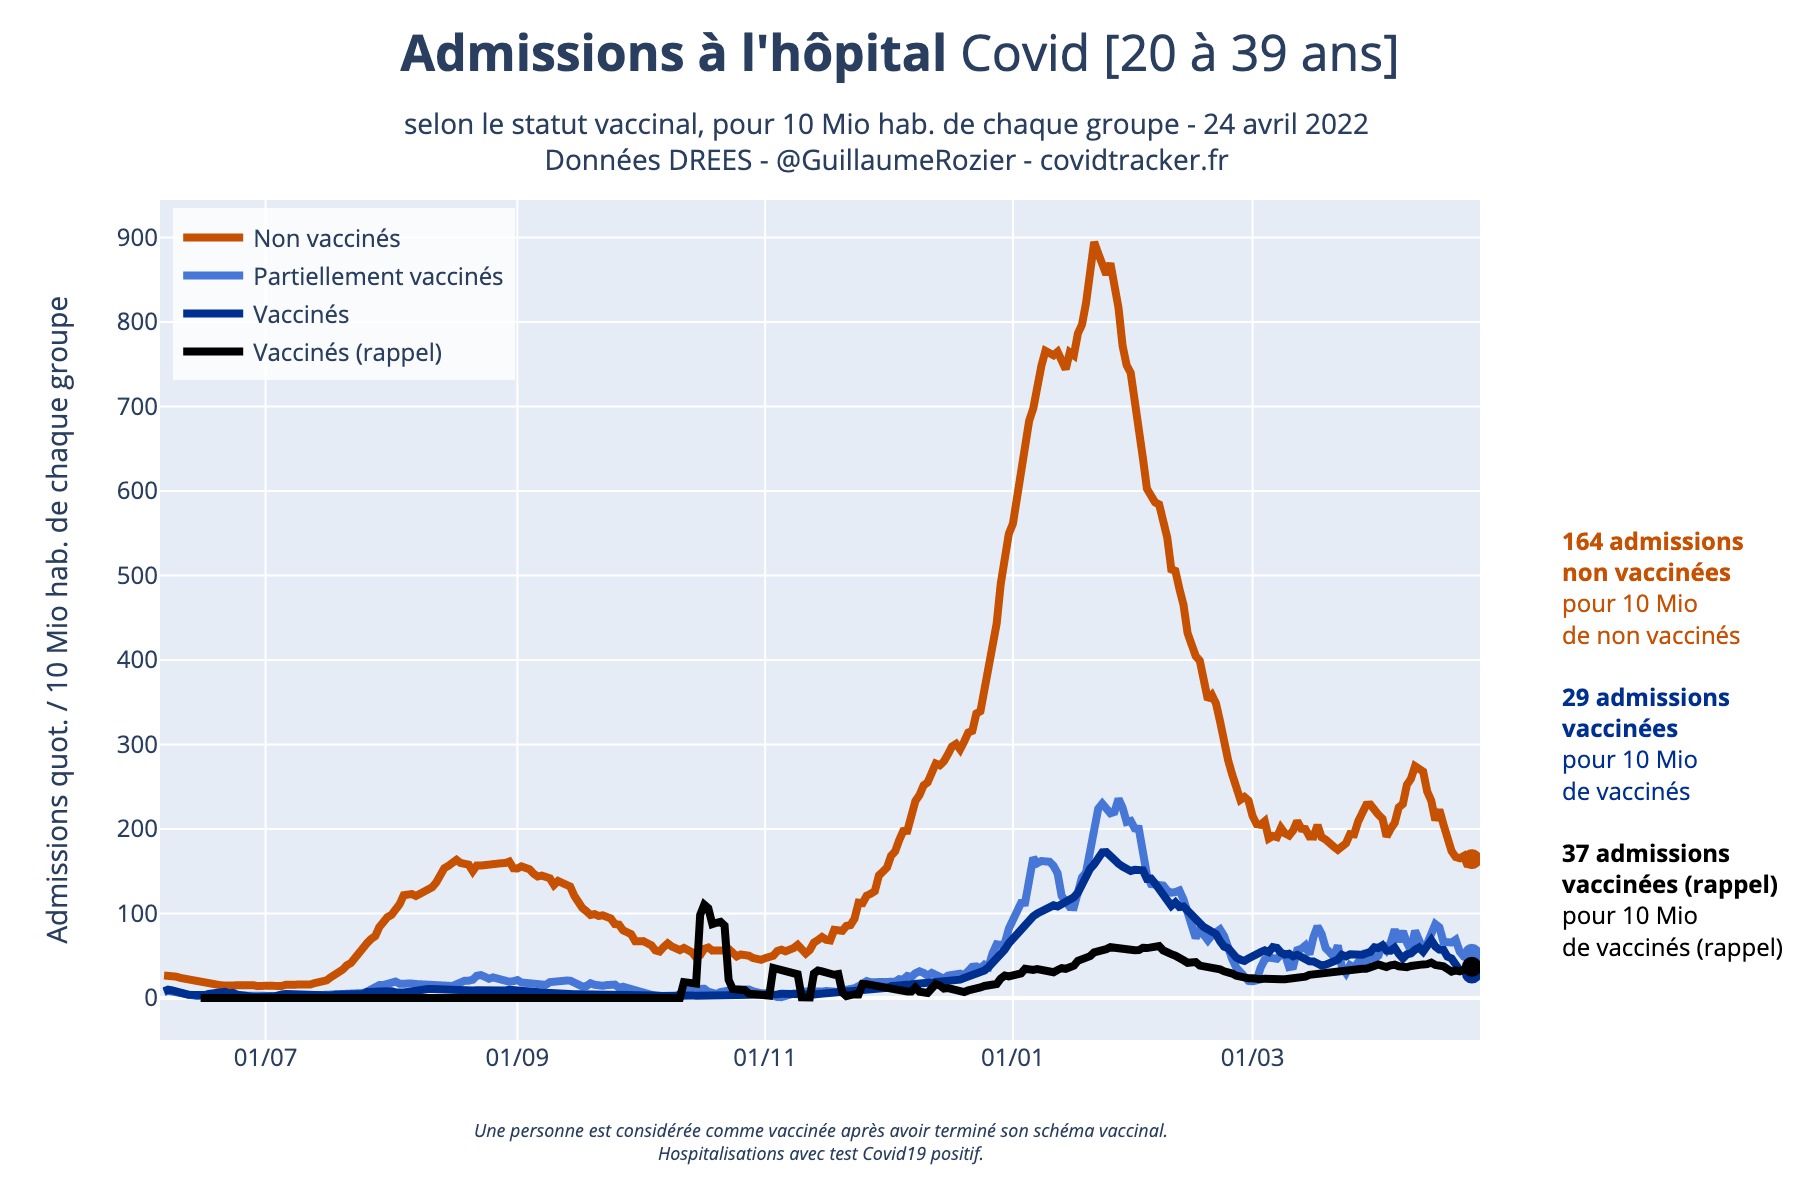 Admissions à l'hôpital Covid [20 à 39 ans]
selon le statut vaccinal, pour 10 Mio hab. de chaque groupe - 24 avril 2022
Données DREES - @GuillaumeRozier - covidtracker.fr
Non vaccinés
Partiellement vaccinés
Vaccinés
Vaccinés (rappel)
Admissions quot. / 10 Mio hab. de chaque groupe
900
800
700
600
500
400
300
200
100
0
01/07
01/09
01/11
01/01
01/03
164 admissions
non vaccinées
pour 10 Mio
de non vaccinés
29 admissions
vaccinées
pour 10 Mio
de vaccinés
37 admissions
vaccinées (rappel)
pour 10 Mio
de vaccinés (rappel)
Une personne est considérée comme vaccinée après avoir terminé son schéma vaccinal.
Hospitalisations avec test Covid19 positif.